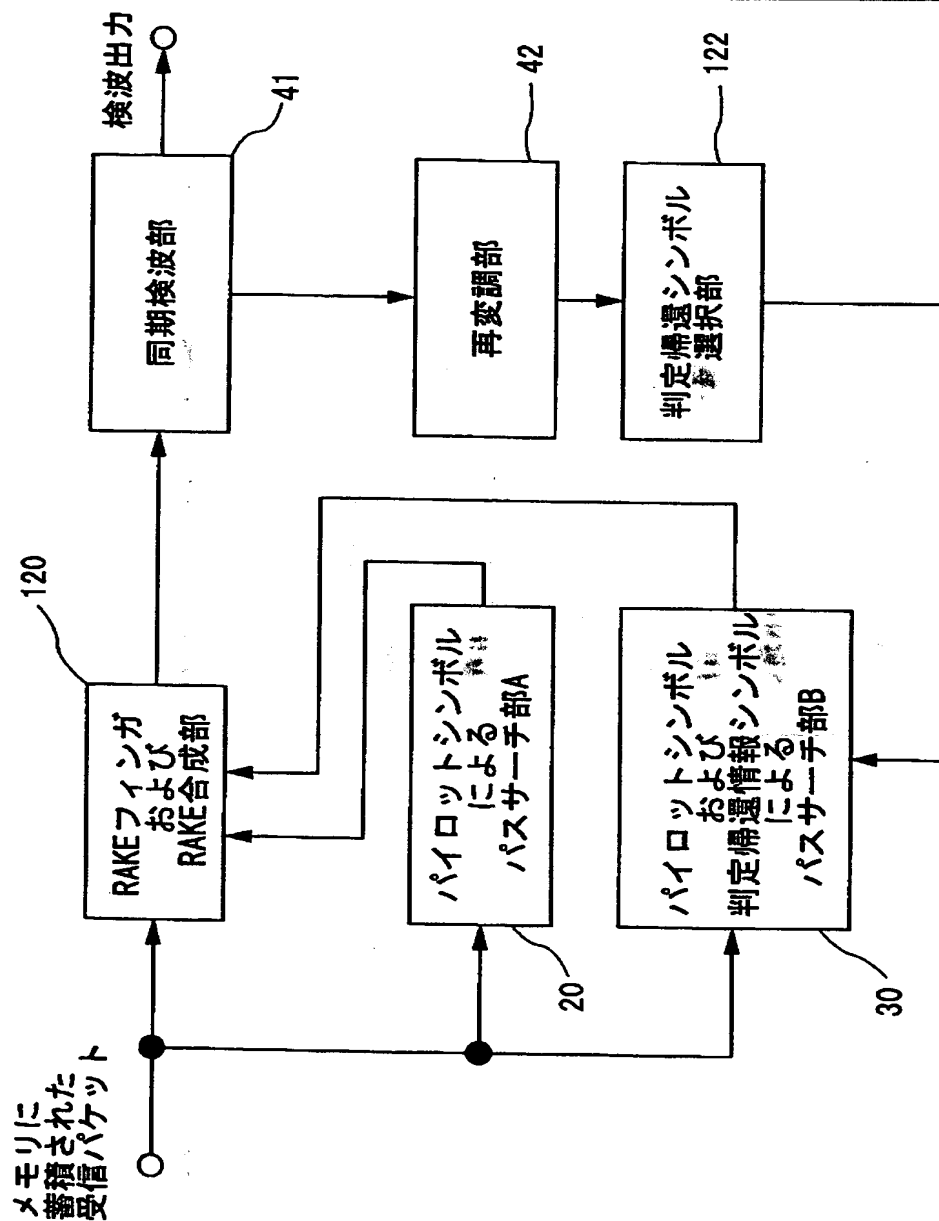 メモリに
蓄積された
受信パケット
RAKEフィンガ
および
RAKE合成部
120
同期検波部
41
検波出力
パイロットシンボル
による
パスサーチ部A
20
再変調部
42
パイロットシンボル
および
判定帰還情報シンボル
による
パスサーチ部B
30
判定帰還シンボル
選択部
122